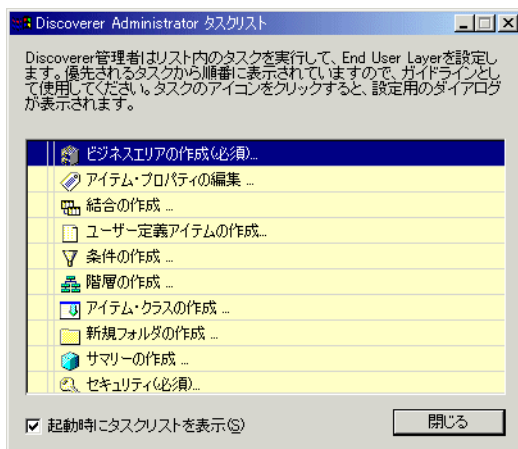 Discoverer Administrator タスクリスト
Discoverer管理者はリスト内のタスクを実行して、End User Layerを設定し
ます。優先されるタスクから順番に表示されていますので、ガイドラインとし
て使用してください。タスクのアイコンをクリックすると、設定用のダイアログ
が表示されます。
ビジネスエリアの作成(必須)...
アイテム・プロパティの編集 ...
結合の作成 ...
ユーザー定義アイテムの作成...
条件の作成 ...
階層の作成 ...
アイテム・クラスの作成 ...
新規フォルダの作成 ...
サマリーの作成 ...
セキュリティ(必須)...
起動時にタスクリストを表示(S)
閉じる